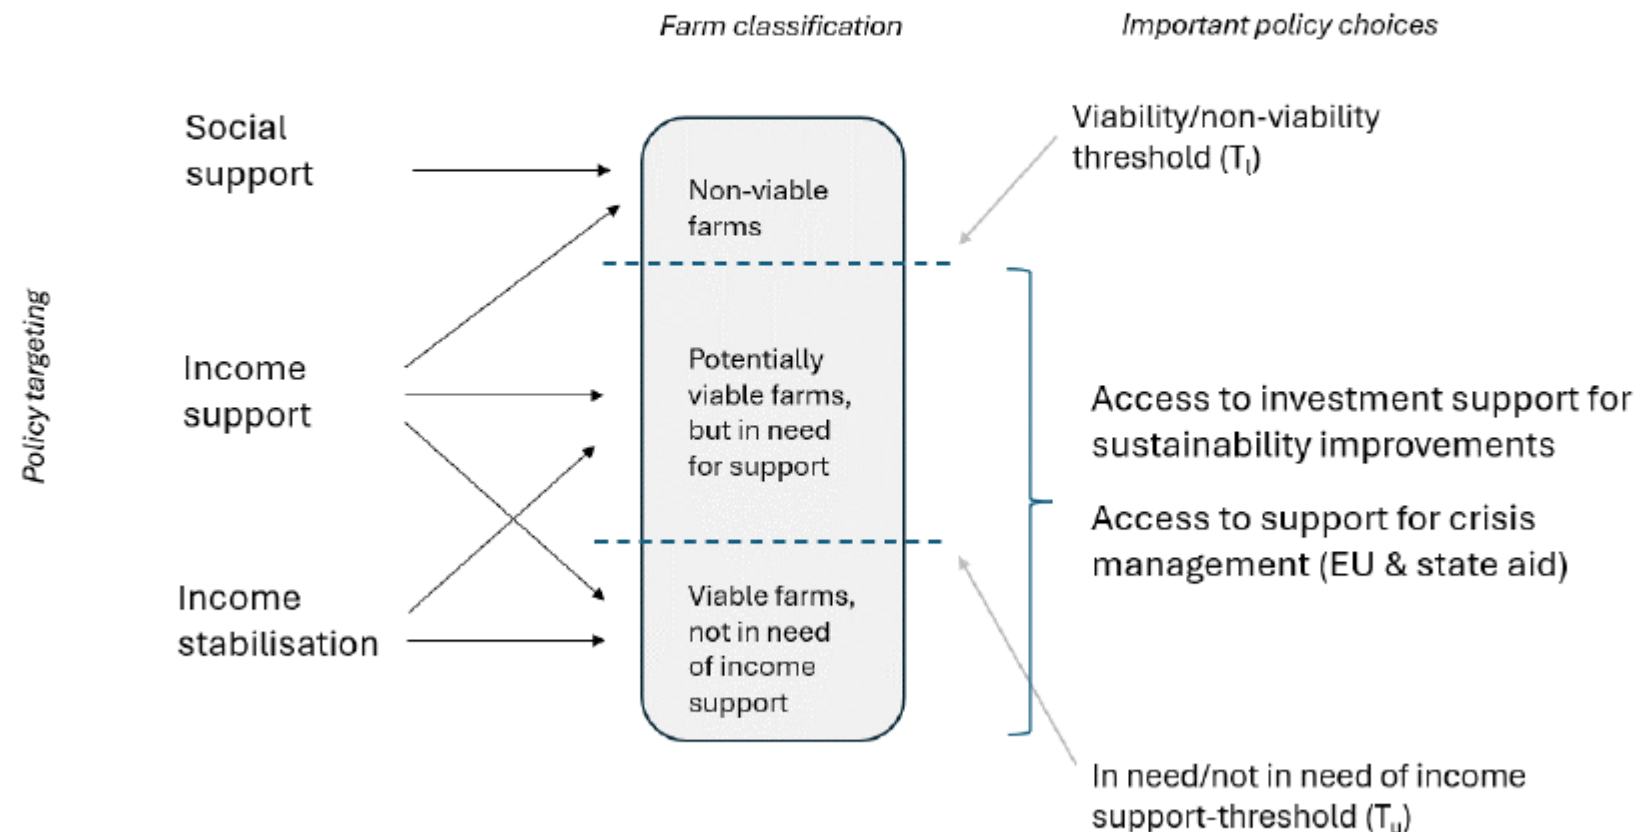 Farm classification
Important policy choices
Policy targeting
Social
support
Income
support
Income
stabilisation
Non-viable
farms
Potentially
viable farms,
but in need
for support
Viable farms,
not in need
of income
support
Viability/non-viability
threshold (Tₗ)
Access to investment support for
sustainability improvements
Access to support for crisis
management (EU & state aid)
In need/not in need of income
support-threshold (Tᵤ)